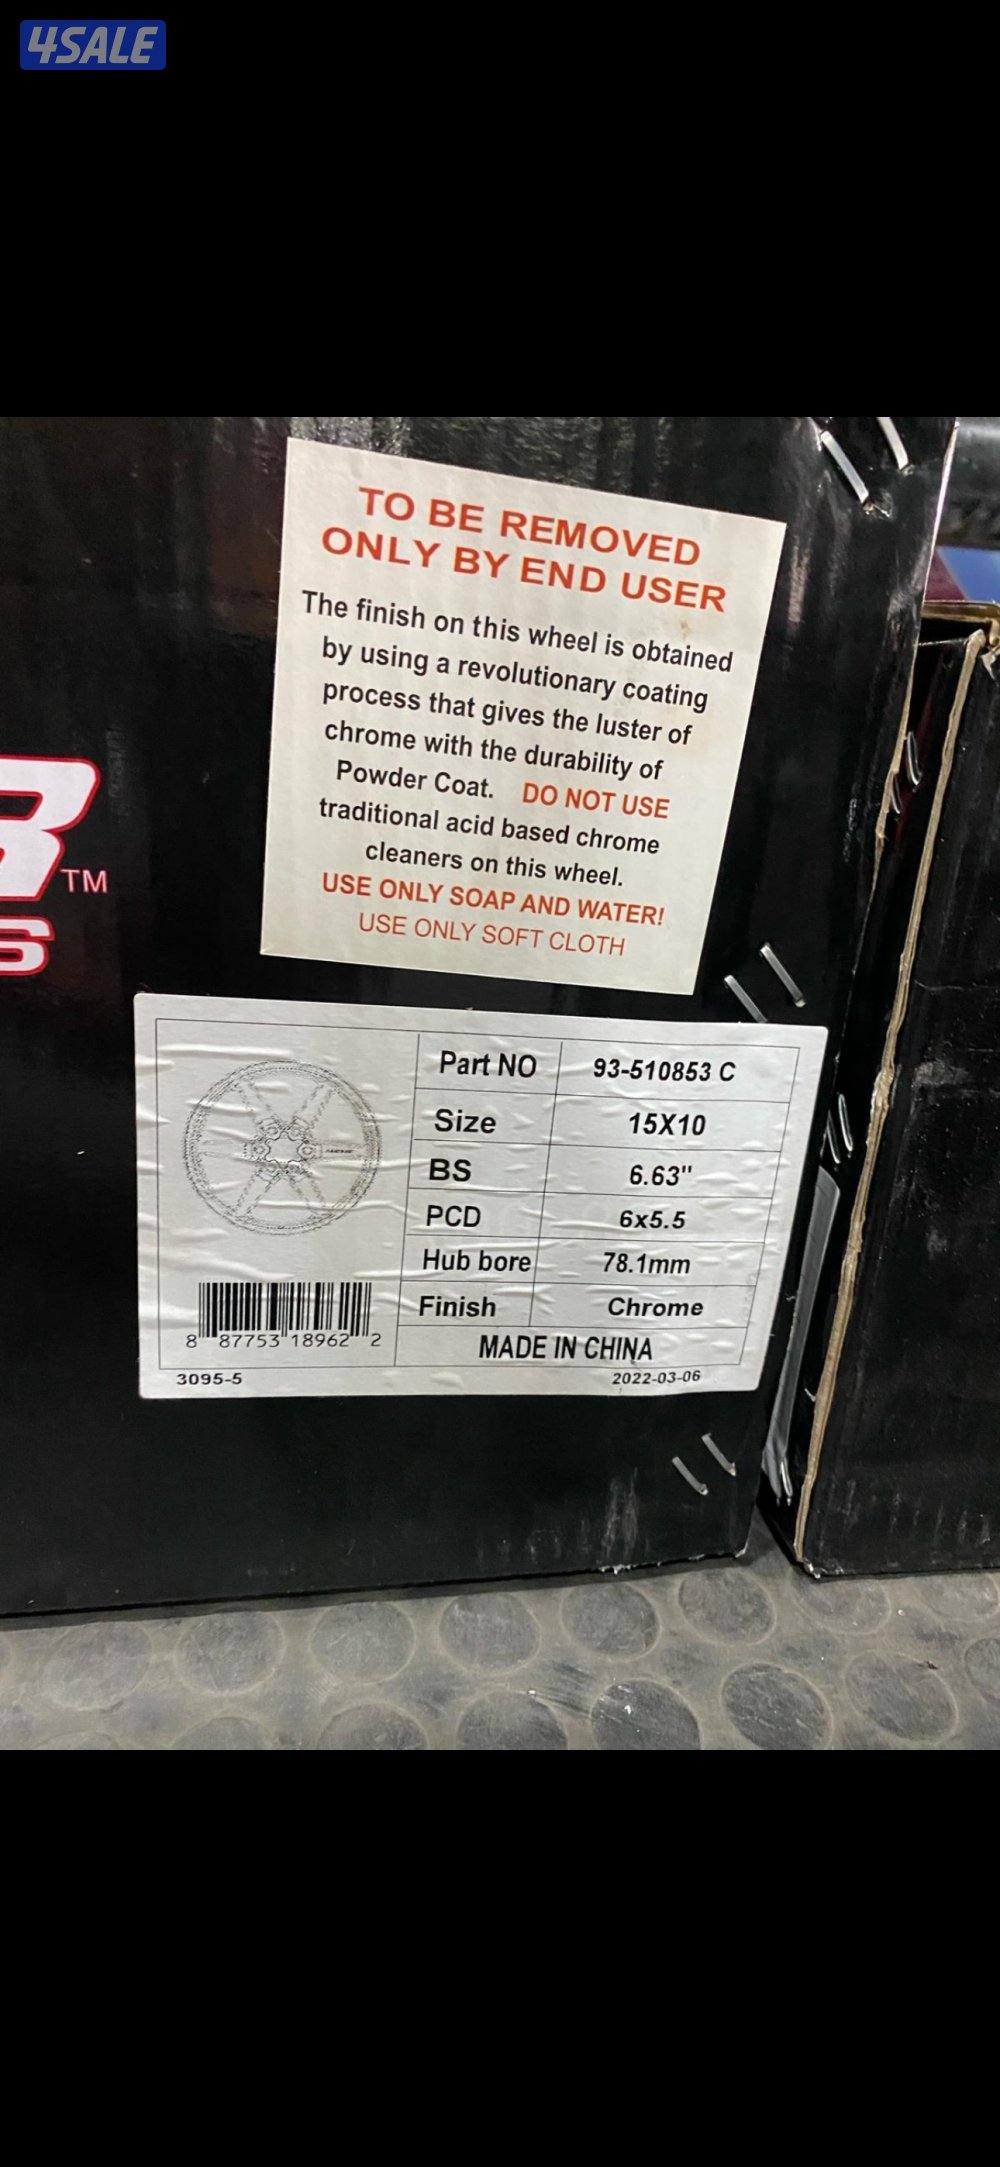 4SALE
TO BE REMOVED
ONLY BY END USER
The finish on this wheel is obtained
by using a revolutionary coating
process that gives the luster of
chrome with the durability of
Powder Coat. DO NOT USE
traditional acid based chrome
cleaners on this wheel.
USE ONLY SOAP AND WATER!
USE ONLY SOFT CLOTH
R TM
S
Part NO 93-510853 C
Size 15X10
BS 6.63"
PCD 6x5.5
Hub bore 78.1mm
Finish Chrome
MADE IN CHINA
8 87753 18962 2
3095-5 2022-03-06